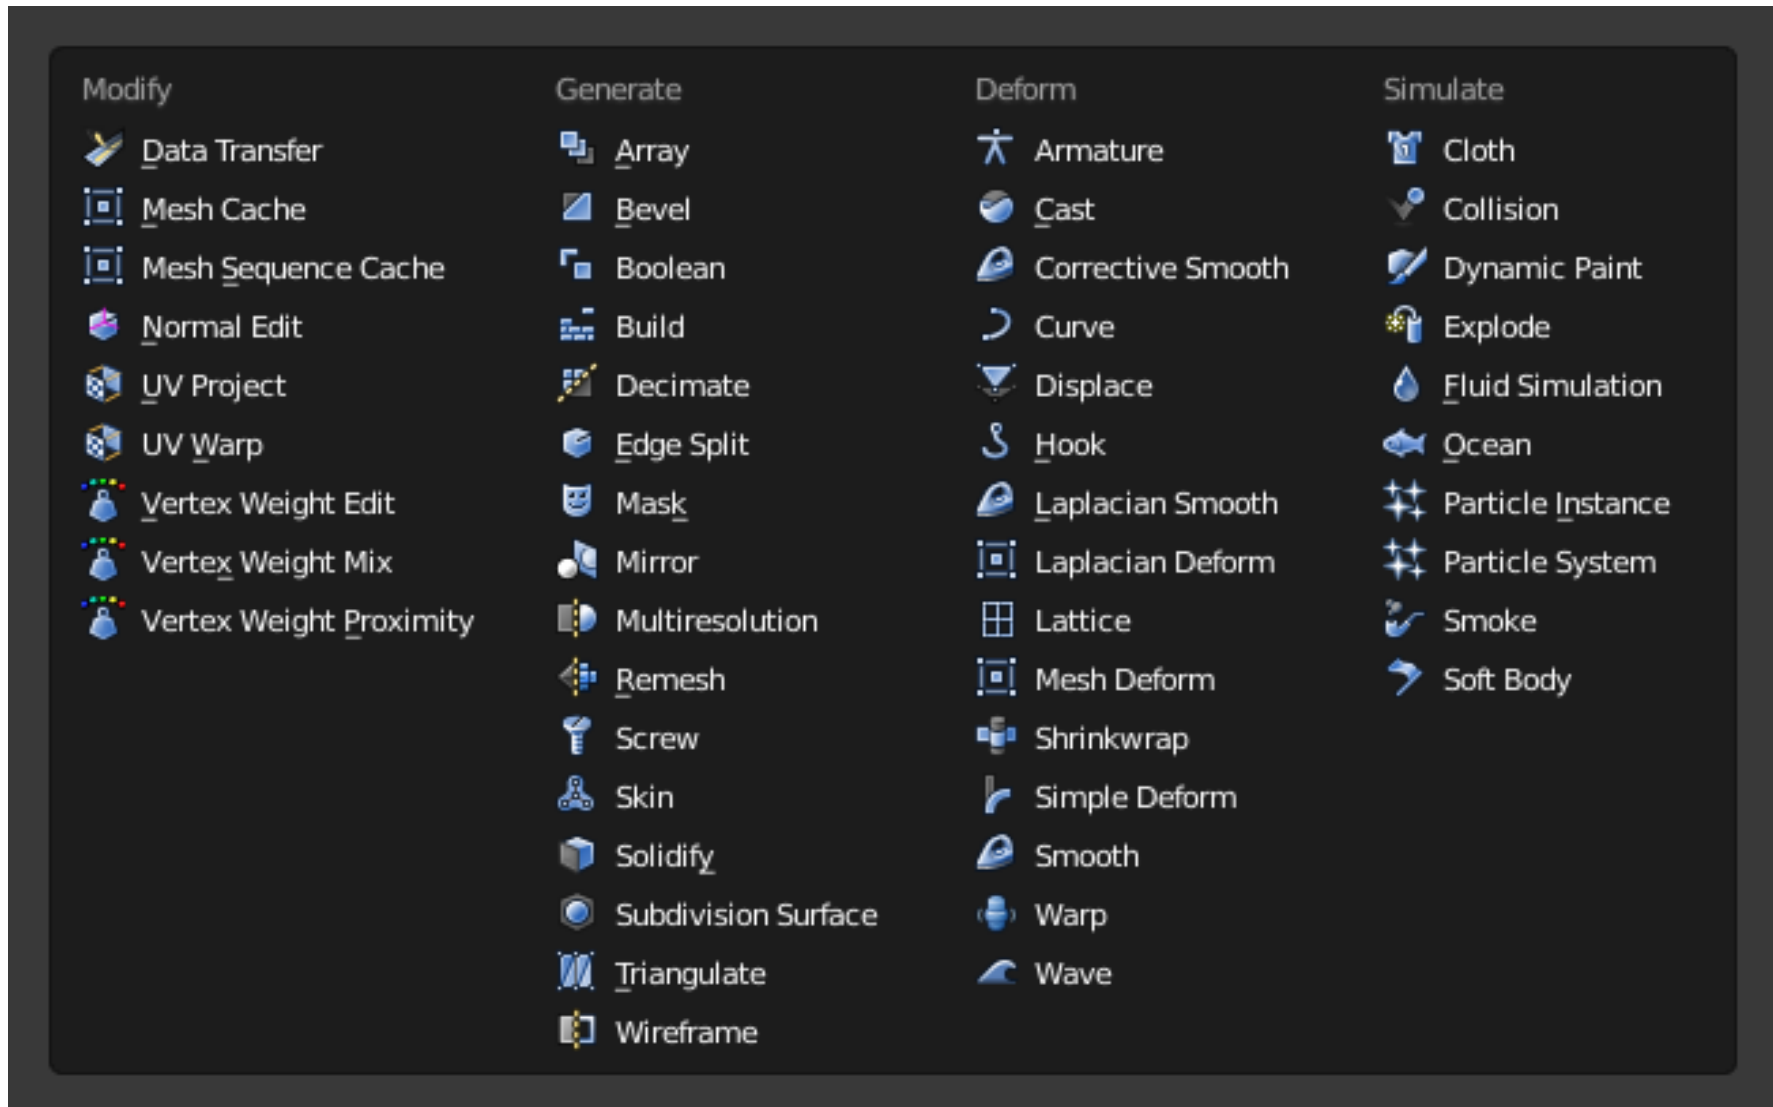 Modify
Data Transfer
Mesh Cache
Mesh Sequence Cache
Normal Edit
UV Project
UV Warp
Vertex Weight Edit
Vertex Weight Mix
Vertex Weight Proximity
Generate
Array
Bevel
Boolean
Build
Decimate
Edge Split
Mask
Mirror
Multiresolution
Remesh
Screw
Skin
Solidify
Subdivision Surface
Triangulate
Wireframe
Deform
Armature
Cast
Corrective Smooth
Curve
Displace
Hook
Laplacian Smooth
Laplacian Deform
Lattice
Mesh Deform
Shrinkwrap
Simple Deform
Smooth
Warp
Wave
Simulate
Cloth
Collision
Dynamic Paint
Explode
Fluid Simulation
Ocean
Particle Instance
Particle System
Smoke
Soft Body